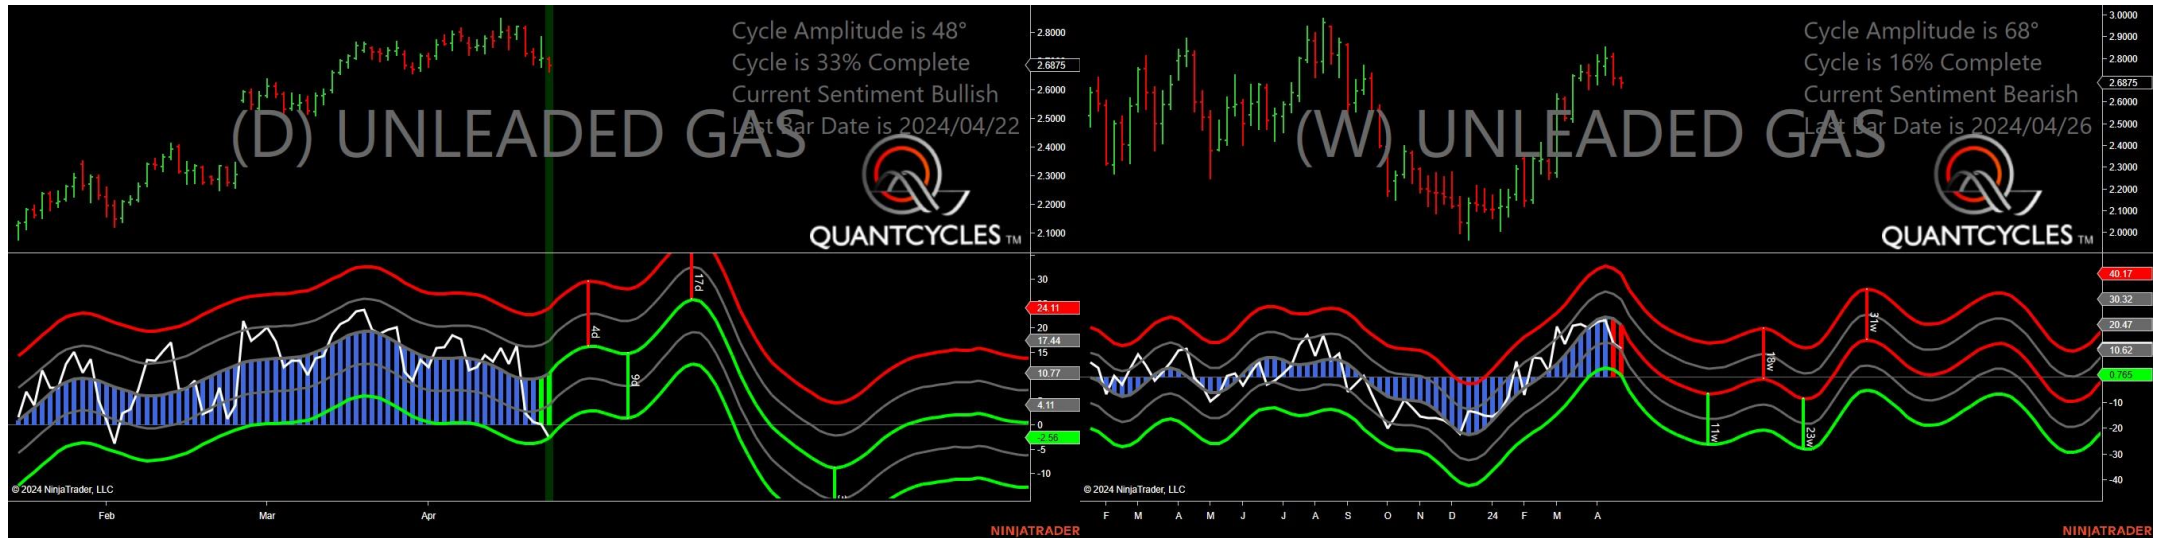 Cycle Amplitude is 48°
Cycle is 33% Complete
Current Sentiment Bullish
Last Bar Date is 2024/04/22
(D) UNLEADED GAS
QUANTCYCLES TM
2.8000
2.6875
2.6000
2.5000
2.4000
2.3000
2.2000
2.1000
30
24.11
20
17.44
15
10.77
4.11
0
-2.56
-5
-10
4d
9d
17d
© 2024 NinjaTrader, LLC
Feb
Mar
Apr
NINJATRADER
Cycle Amplitude is 68°
Cycle is 16% Complete
Current Sentiment Bearish
Last Bar Date is 2024/04/26
(W) UNLEADED GAS
QUANTCYCLES TM
3.0000
2.9000
2.8000
2.6875
2.6000
2.5000
2.4000
2.3000
2.2000
2.1000
2.0000
40.17
30.32
20.47
10.62
0.765
-10
-20
-30
-40
11w
18w
23w
31w
© 2024 NinjaTrader, LLC
F
M
A
M
J
J
A
S
O
N
D
24
F
M
A
NINJATRADER